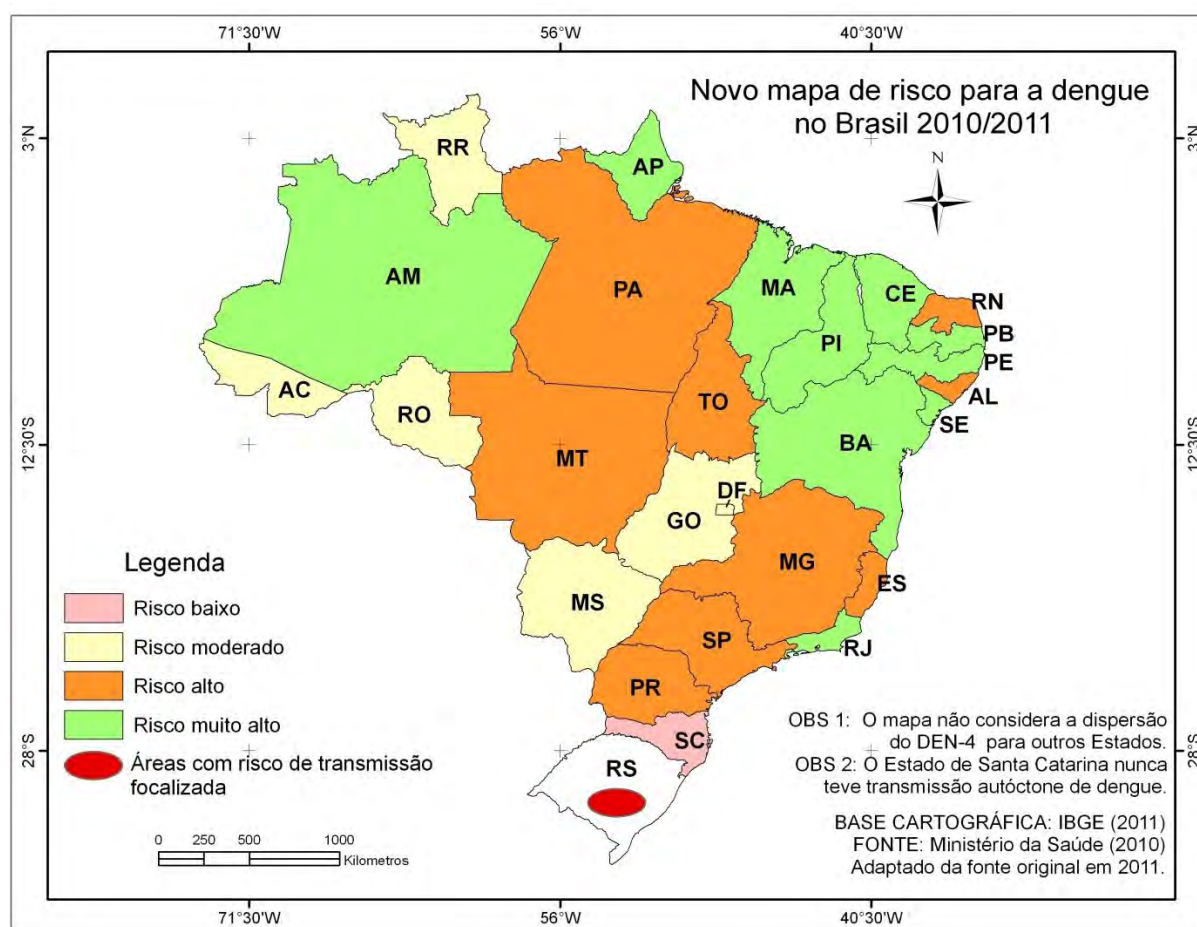 71°30'W 56°W 40°30'W
Novo mapa de risco para a dengue
no Brasil 2010/2011
3°N 3°N
N
RR
AP
AM
PA
MA
CE
RN
PB
PI
PE
AC
RO
TO
AL
SE
BA
12°30'S 12°30'S
MT
DF
GO
MG
ES
MS
SP
RJ
PR
SC
RS
28°S 28°S
Legenda
Risco baixo
Risco moderado
Risco alto
Risco muito alto
Áreas com risco de transmissão
focalizada
0 250 500 1000
Kilometros
OBS 1: O mapa não considera a dispersão
do DEN-4 para outros Estados.
OBS 2: O Estado de Santa Catarina nunca
teve transmissão autóctone de dengue.
BASE CARTOGRÁFICA: IBGE (2011)
FONTE: Ministério da Saúde (2010)
Adaptado da fonte original em 2011.
71°30'W 56°W 40°30'W